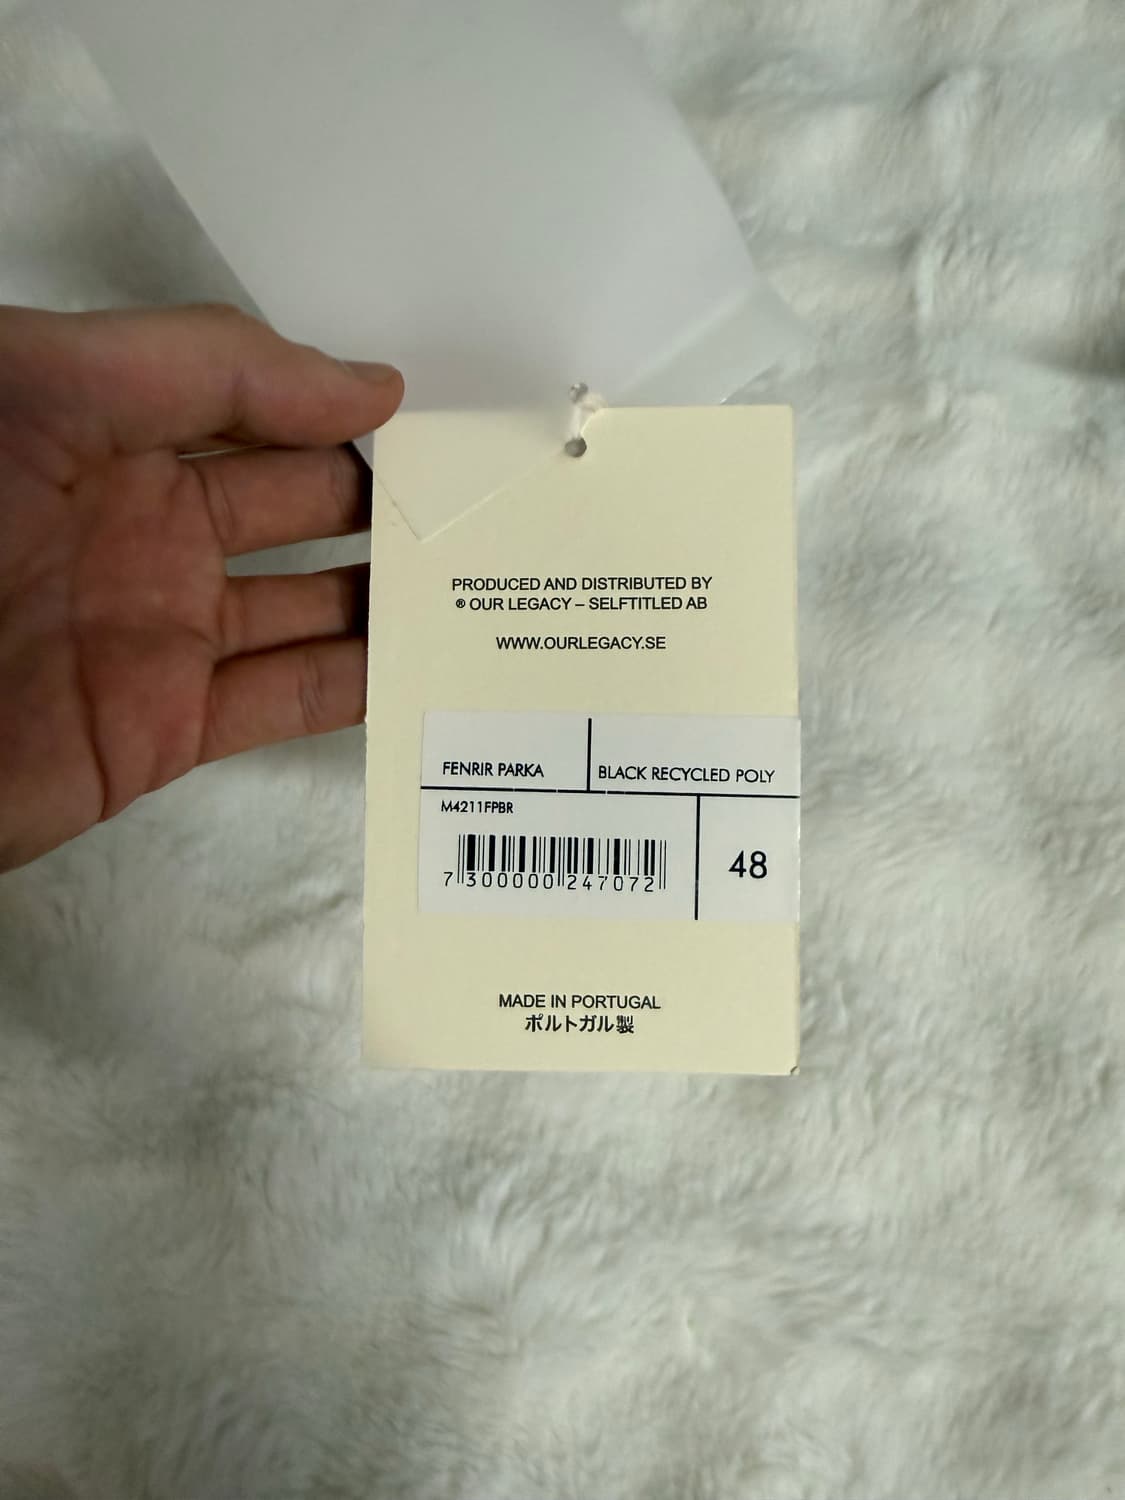 PRODUCED AND DISTRIBUTED BY
® OUR LEGACY – SELFTITLED AB
WWW.OURLEGACY.SE
FENRIR PARKA
BLACK RECYCLED POLY
M4211FPBR
7 300000 247072
48
MADE IN PORTUGAL
ポルトガル製